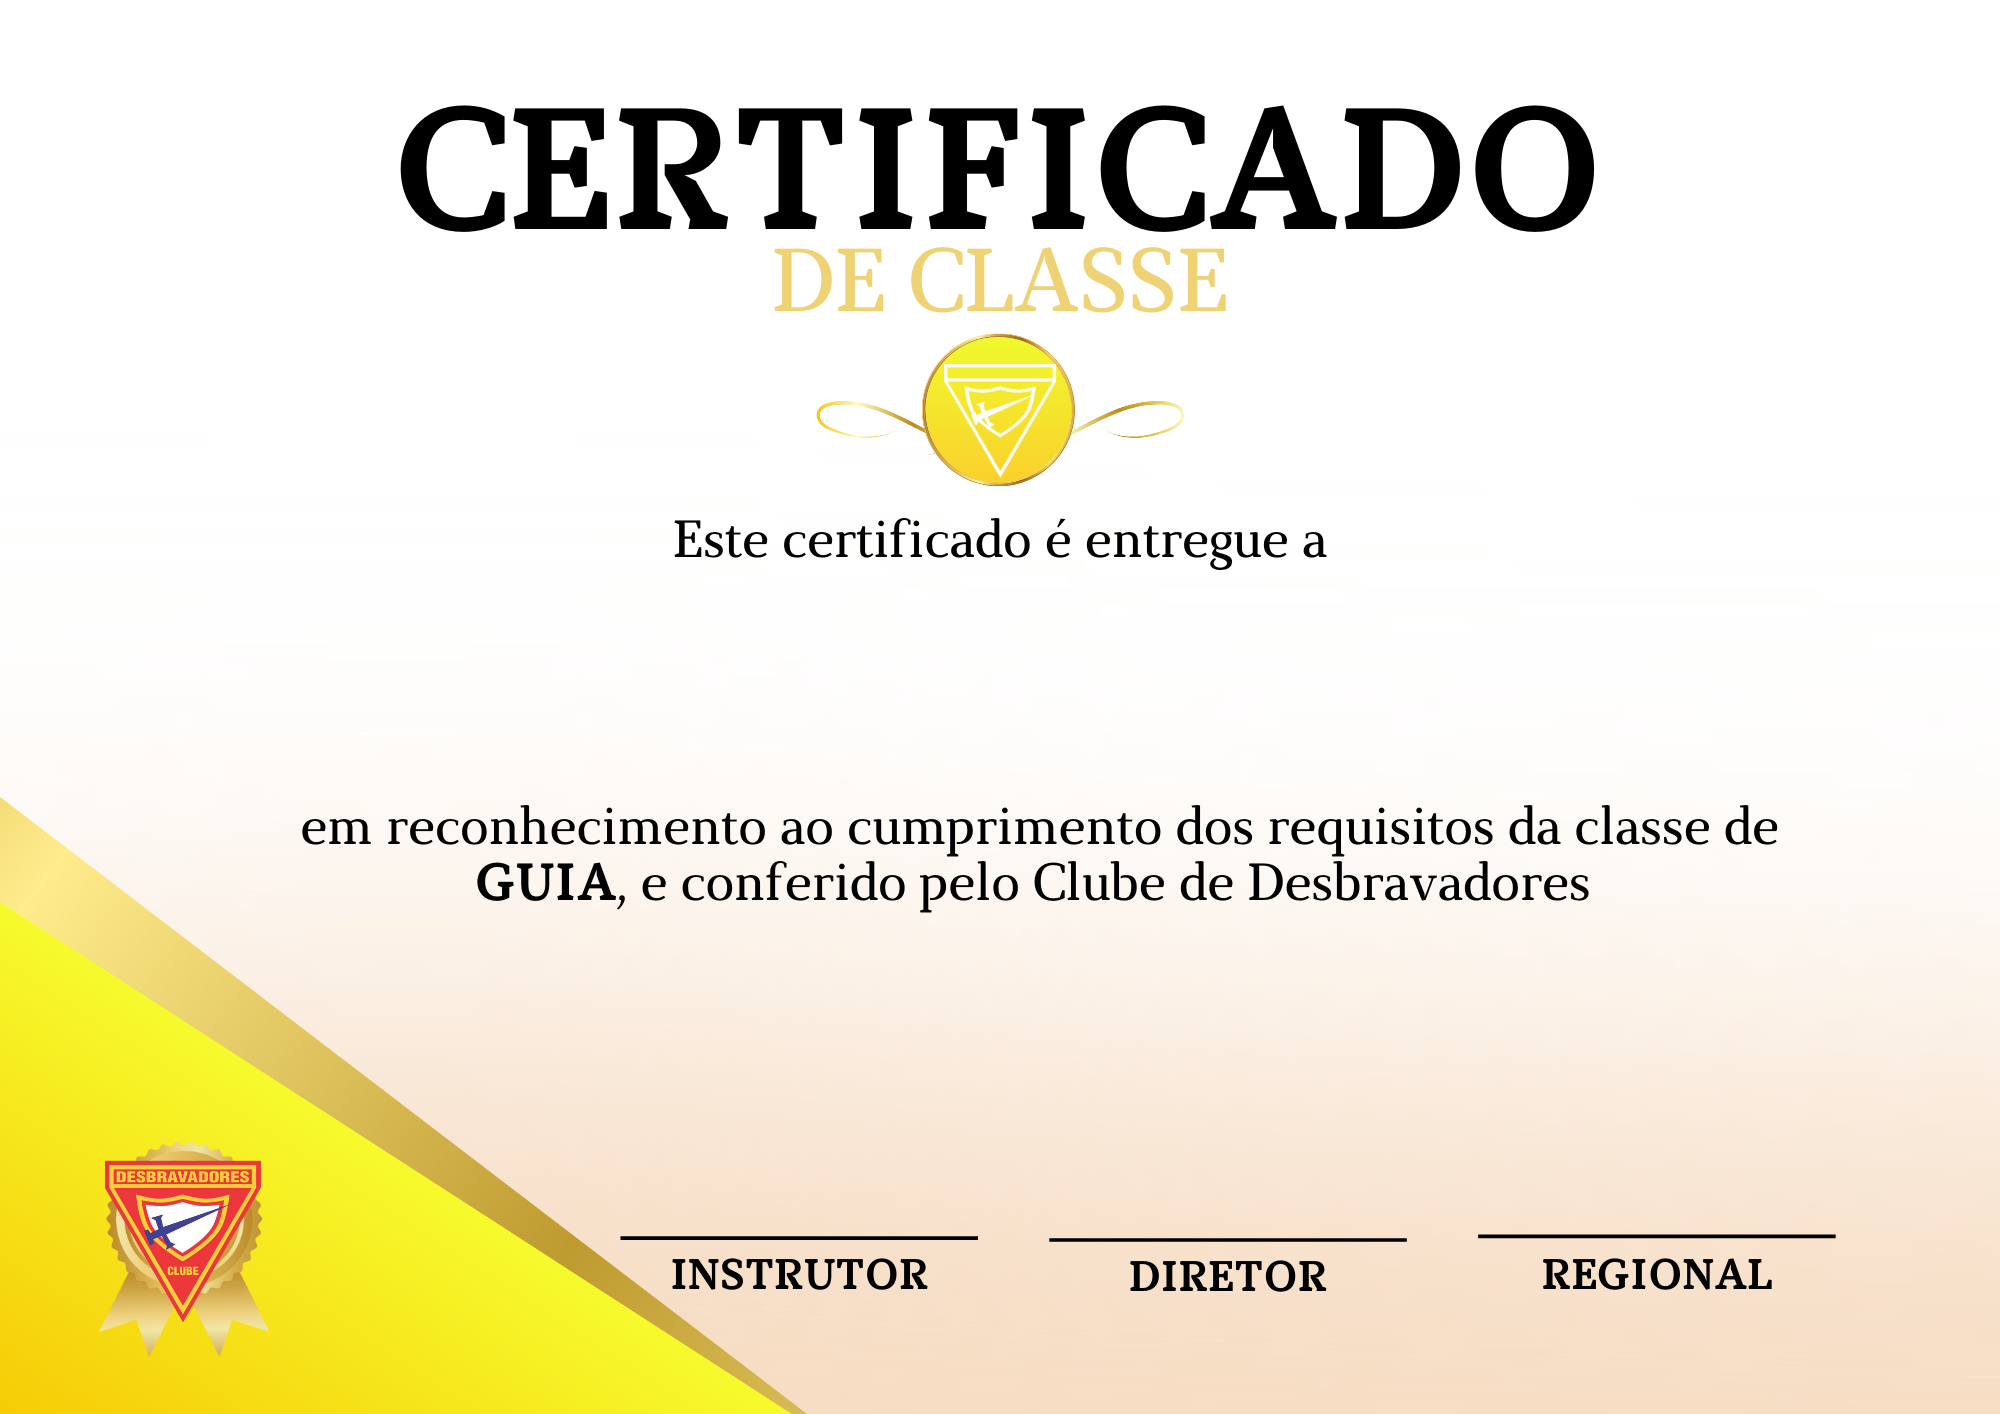 CERTIFICADO
DE CLASSE
Este certificado é entregue a
em reconhecimento ao cumprimento dos requisitos da classe de
GUIA, e conferido pelo Clube de Desbravadores
DESBRAVADORES
CLUBE
INSTRUTOR
DIRETOR
REGIONAL